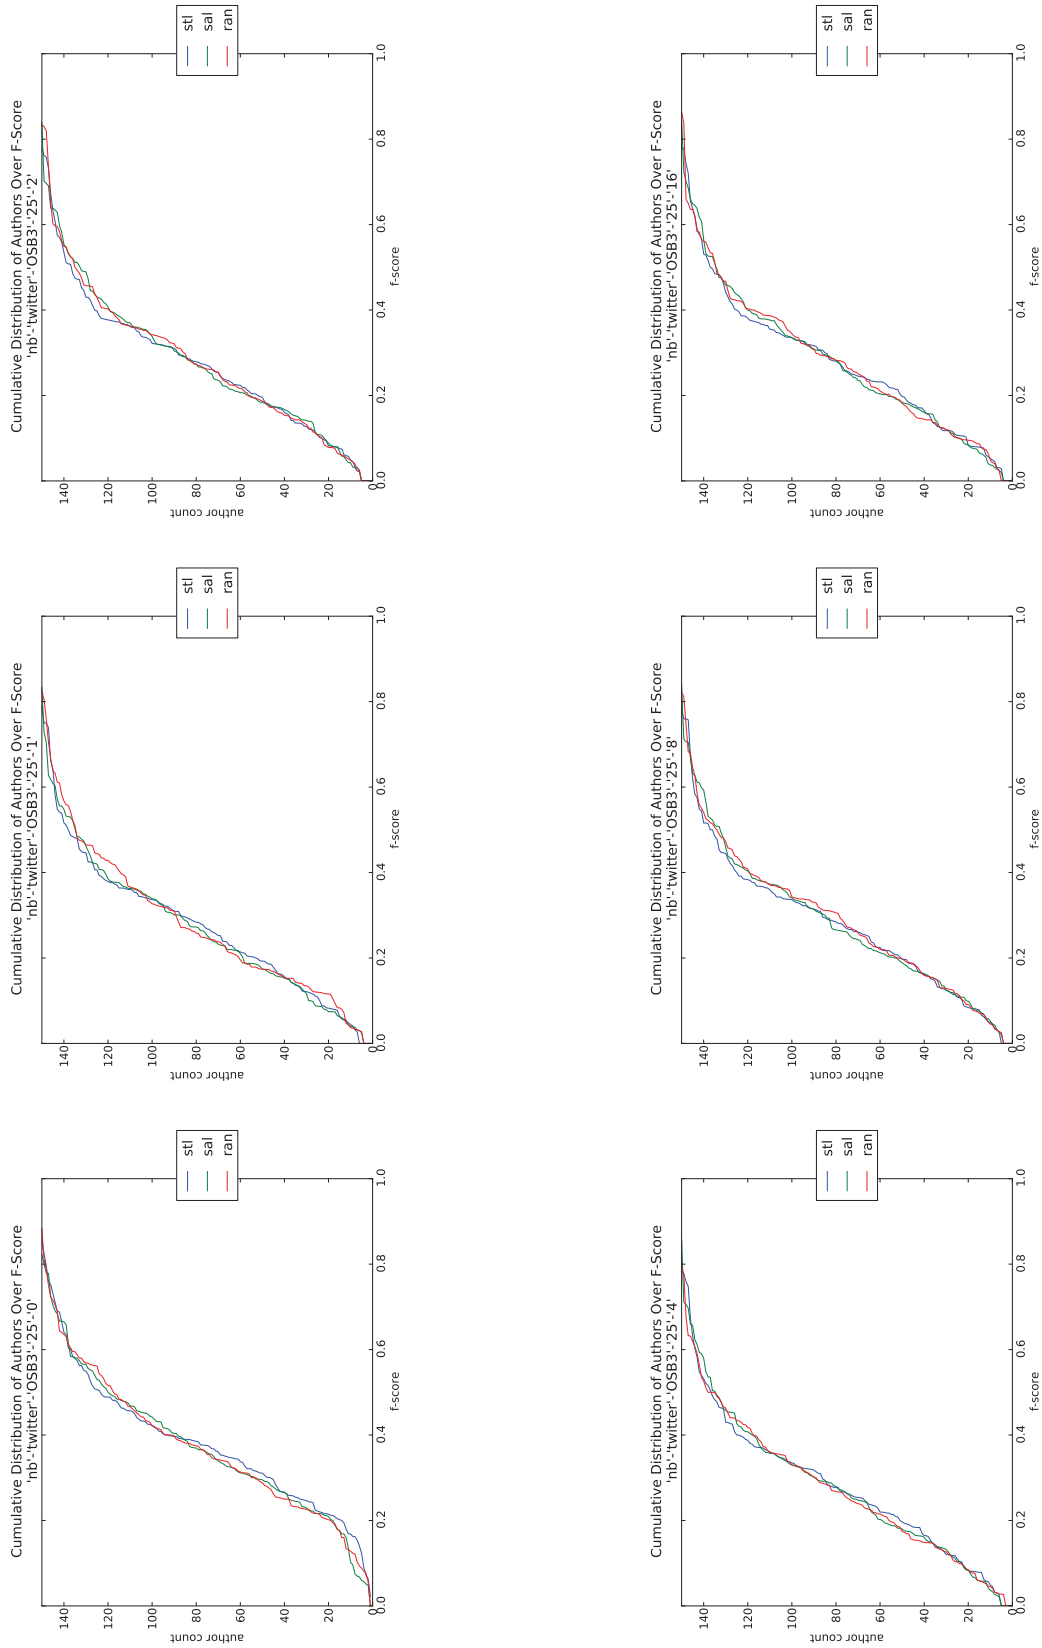 Cumulative Distribution of Authors Over F-Score
'nb'-'twitter'-'OSB3'-'25'-'0'
140
120
100
80
60
40
20
0
author count
0.0 0.2 0.4 0.6 0.8 1.0
f-score
stl
sal
ran
Cumulative Distribution of Authors Over F-Score
'nb'-'twitter'-'OSB3'-'25'-'1'
140
120
100
80
60
40
20
0
author count
0.0 0.2 0.4 0.6 0.8 1.0
f-score
stl
sal
ran
Cumulative Distribution of Authors Over F-Score
'nb'-'twitter'-'OSB3'-'25'-'2'
140
120
100
80
60
40
20
0
author count
0.0 0.2 0.4 0.6 0.8 1.0
f-score
stl
sal
ran
Cumulative Distribution of Authors Over F-Score
'nb'-'twitter'-'OSB3'-'25'-'4'
140
120
100
80
60
40
20
0
author count
0.0 0.2 0.4 0.6 0.8 1.0
f-score
stl
sal
ran
Cumulative Distribution of Authors Over F-Score
'nb'-'twitter'-'OSB3'-'25'-'8'
140
120
100
80
60
40
20
0
author count
0.0 0.2 0.4 0.6 0.8 1.0
f-score
stl
sal
ran
Cumulative Distribution of Authors Over F-Score
'nb'-'twitter'-'OSB3'-'25'-'16'
140
120
100
80
60
40
20
0
author count
0.0 0.2 0.4 0.6 0.8 1.0
f-score
stl
sal
ran